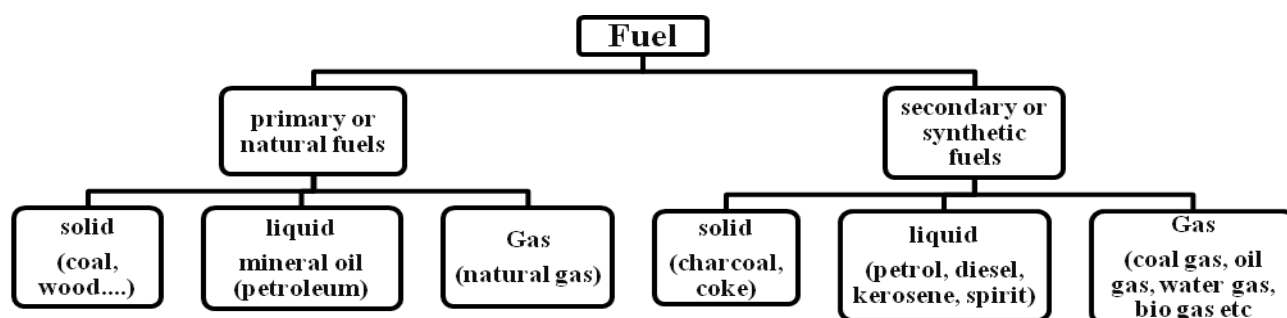 Fuel
primary or
natural fuels
secondary or
synthetic
fuels
solid
(coal,
wood....)
liquid
mineral oil
(petroleum)
Gas
(natural gas)
solid
(charcoal,
coke)
liquid
(petrol, diesel,
kerosene, spirit)
Gas
(coal gas, oil
gas, water gas,
bio gas etc